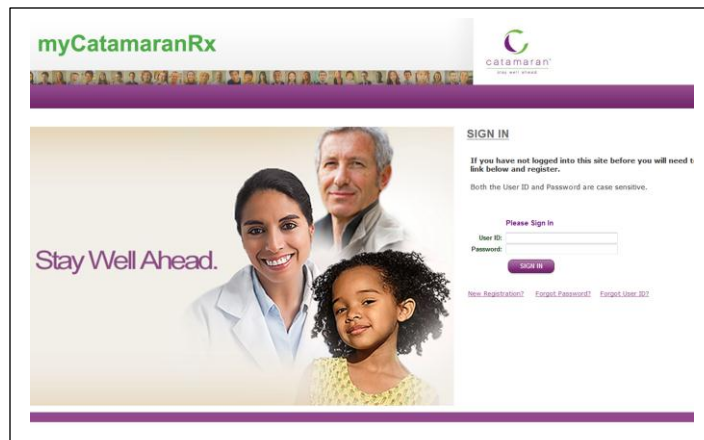 myCatamaranRx
catamaran
stay well ahead
SIGN IN
If you have not logged into this site before you will need t
link below and register.
Both the User ID and Password are case sensitive.
Stay Well Ahead.
Please Sign in
User ID:
Password:
SIGN IN
New Registration? Forgot Password? Forgot User ID?